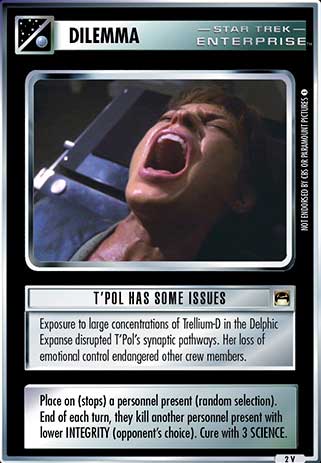 DILEMMA
STAR TREK
ENTERPRISE™
NOT ENDORSED BY CBS OR PARAMOUNT PICTURES
T'POL HAS SOME ISSUES
Exposure to large concentrations of Trellium-D in the Delphic
Expanse disrupted T'Pol's synaptic pathways. Her loss of
emotional control endangered other crew members.
Place on (stops) a personnel present (random selection).
End of each turn, they kill another personnel present with
lower INTEGRITY (opponent's choice). Cure with 3 SCIENCE.
2 V